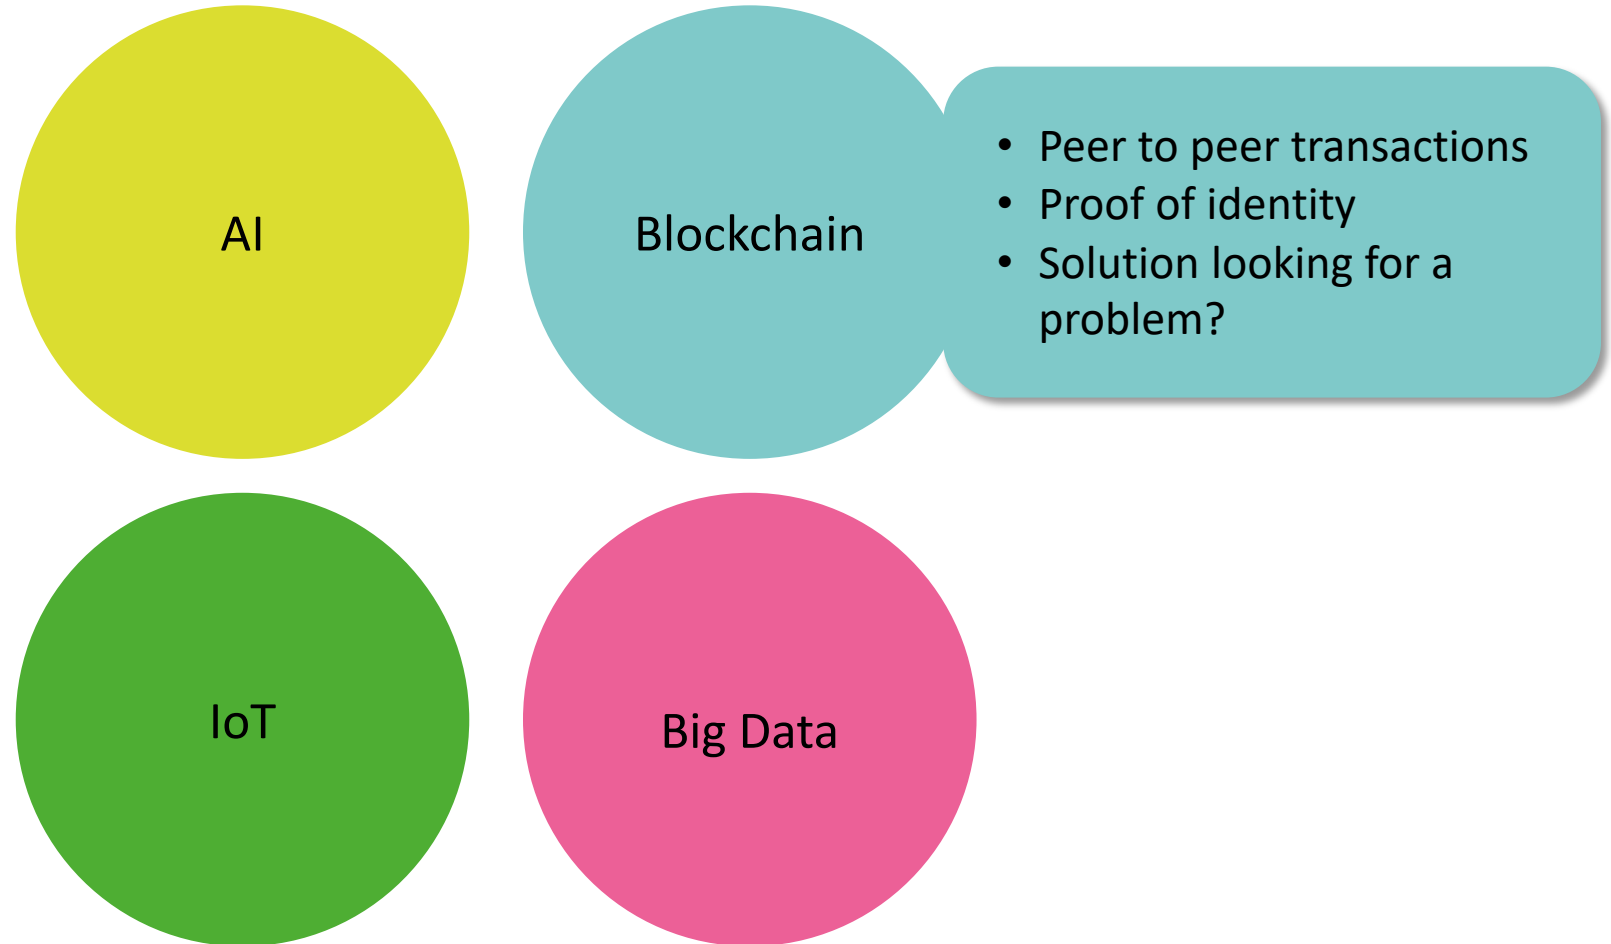 AI
Blockchain
• Peer to peer transactions
• Proof of identity
• Solution looking for a
problem?
IoT
Big Data